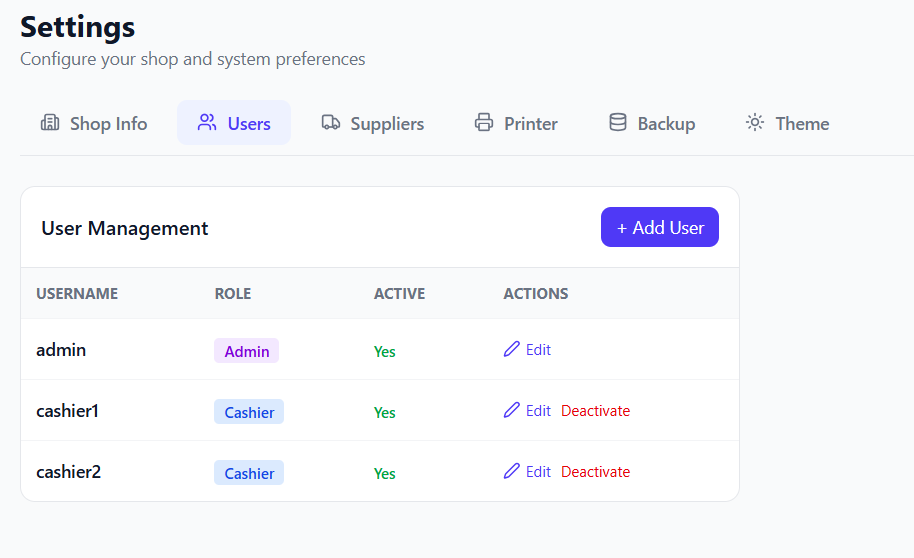 Settings
Configure your shop and system preferences
Shop Info Users Suppliers Printer Backup Theme
User Management + Add User
USERNAME ROLE ACTIVE ACTIONS
admin Admin Yes Edit
cashier1 Cashier Yes Edit Deactivate
cashier2 Cashier Yes Edit Deactivate